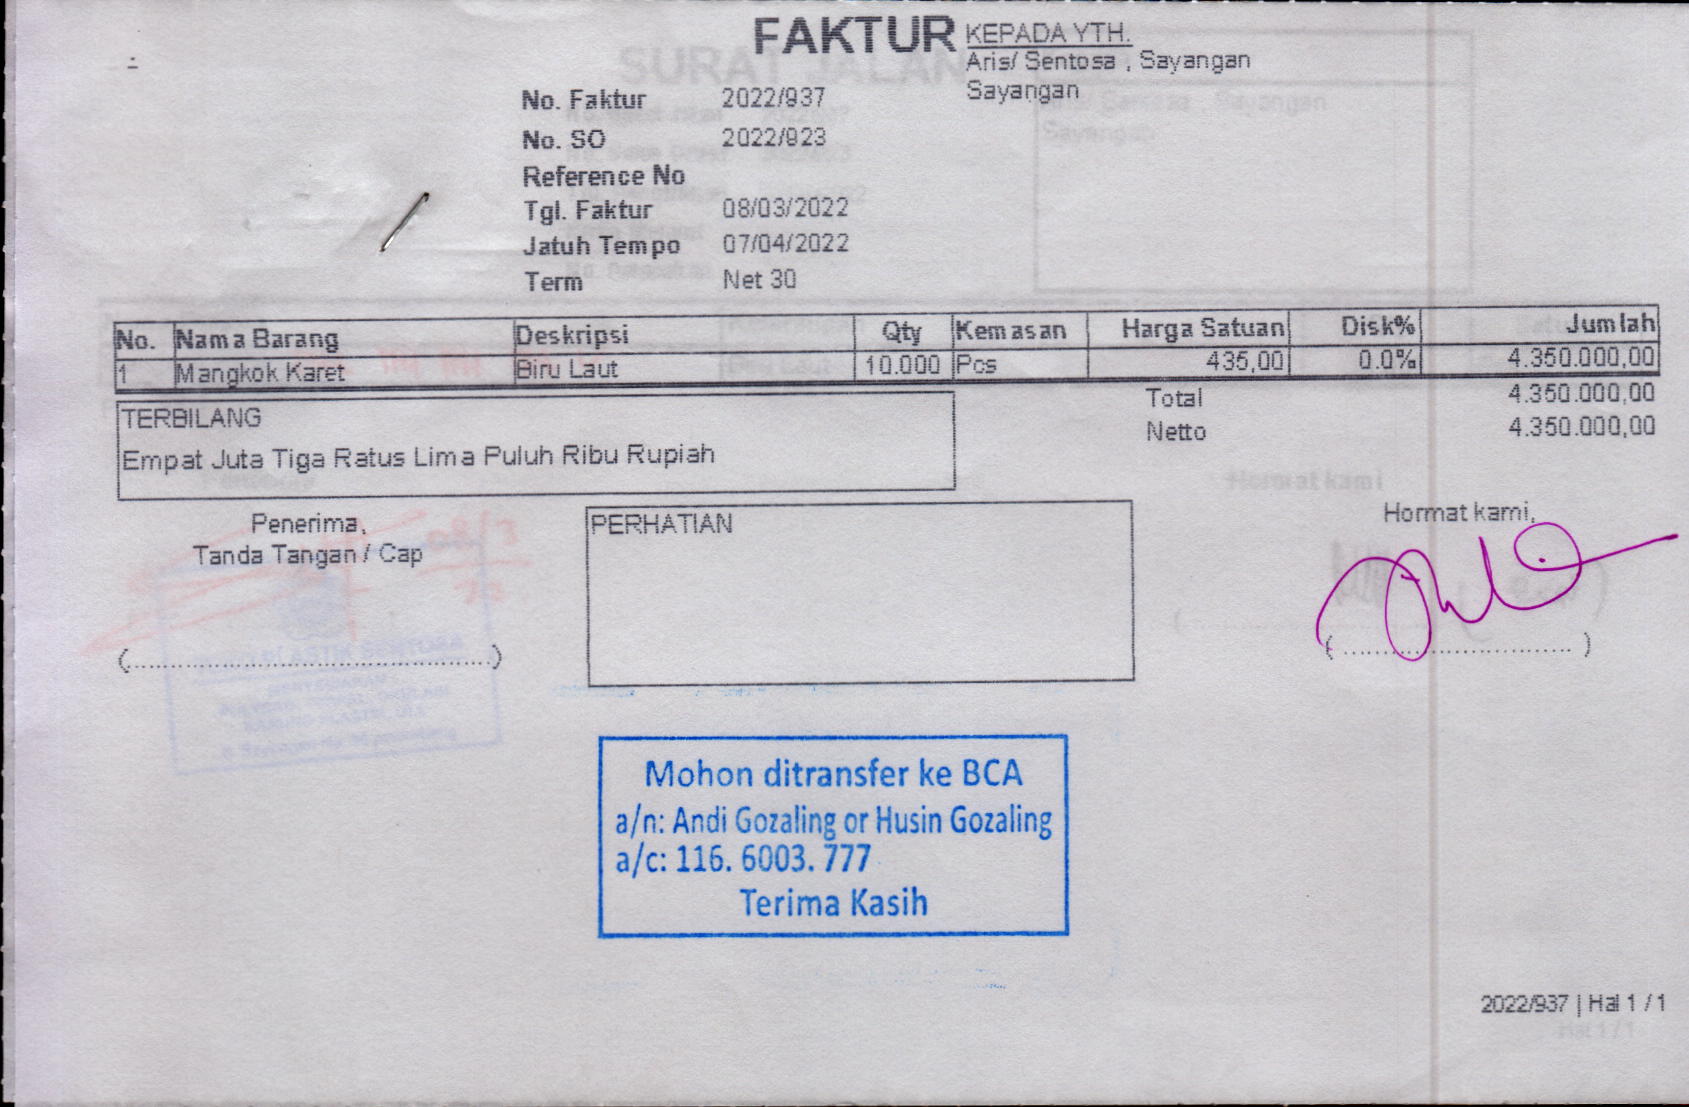 FAKTUR
KEPADA YTH.
Aris/ Sentosa , Sayangan
Sayangan
No. Faktur 2022/937
No. SO 2022/923
Reference No
Tgl. Faktur 08/03/2022
Jatuh Tempo 07/04/2022
Term Net 30
No. Nama Barang Deskripsi Qty Kemasan Harga Satuan Disk% Jumlah
1 Mangkok Karet Biru Laut 10.000 Pcs 435,00 0.0% 4.350.000,00
Total 4.350.000,00
Netto 4.350.000,00
TERBILANG
Empat Juta Tiga Ratus Lima Puluh Ribu Rupiah
Penerima,
Tanda Tangan / Cap
(........................................................)
PERHATIAN
Hormat kami,
( .................................... )
Mohon ditransfer ke BCA
a/n: Andi Gozaling or Husin Gozaling
a/c: 116. 6003. 777
Terima Kasih
2022/937 | Hal 1 / 1